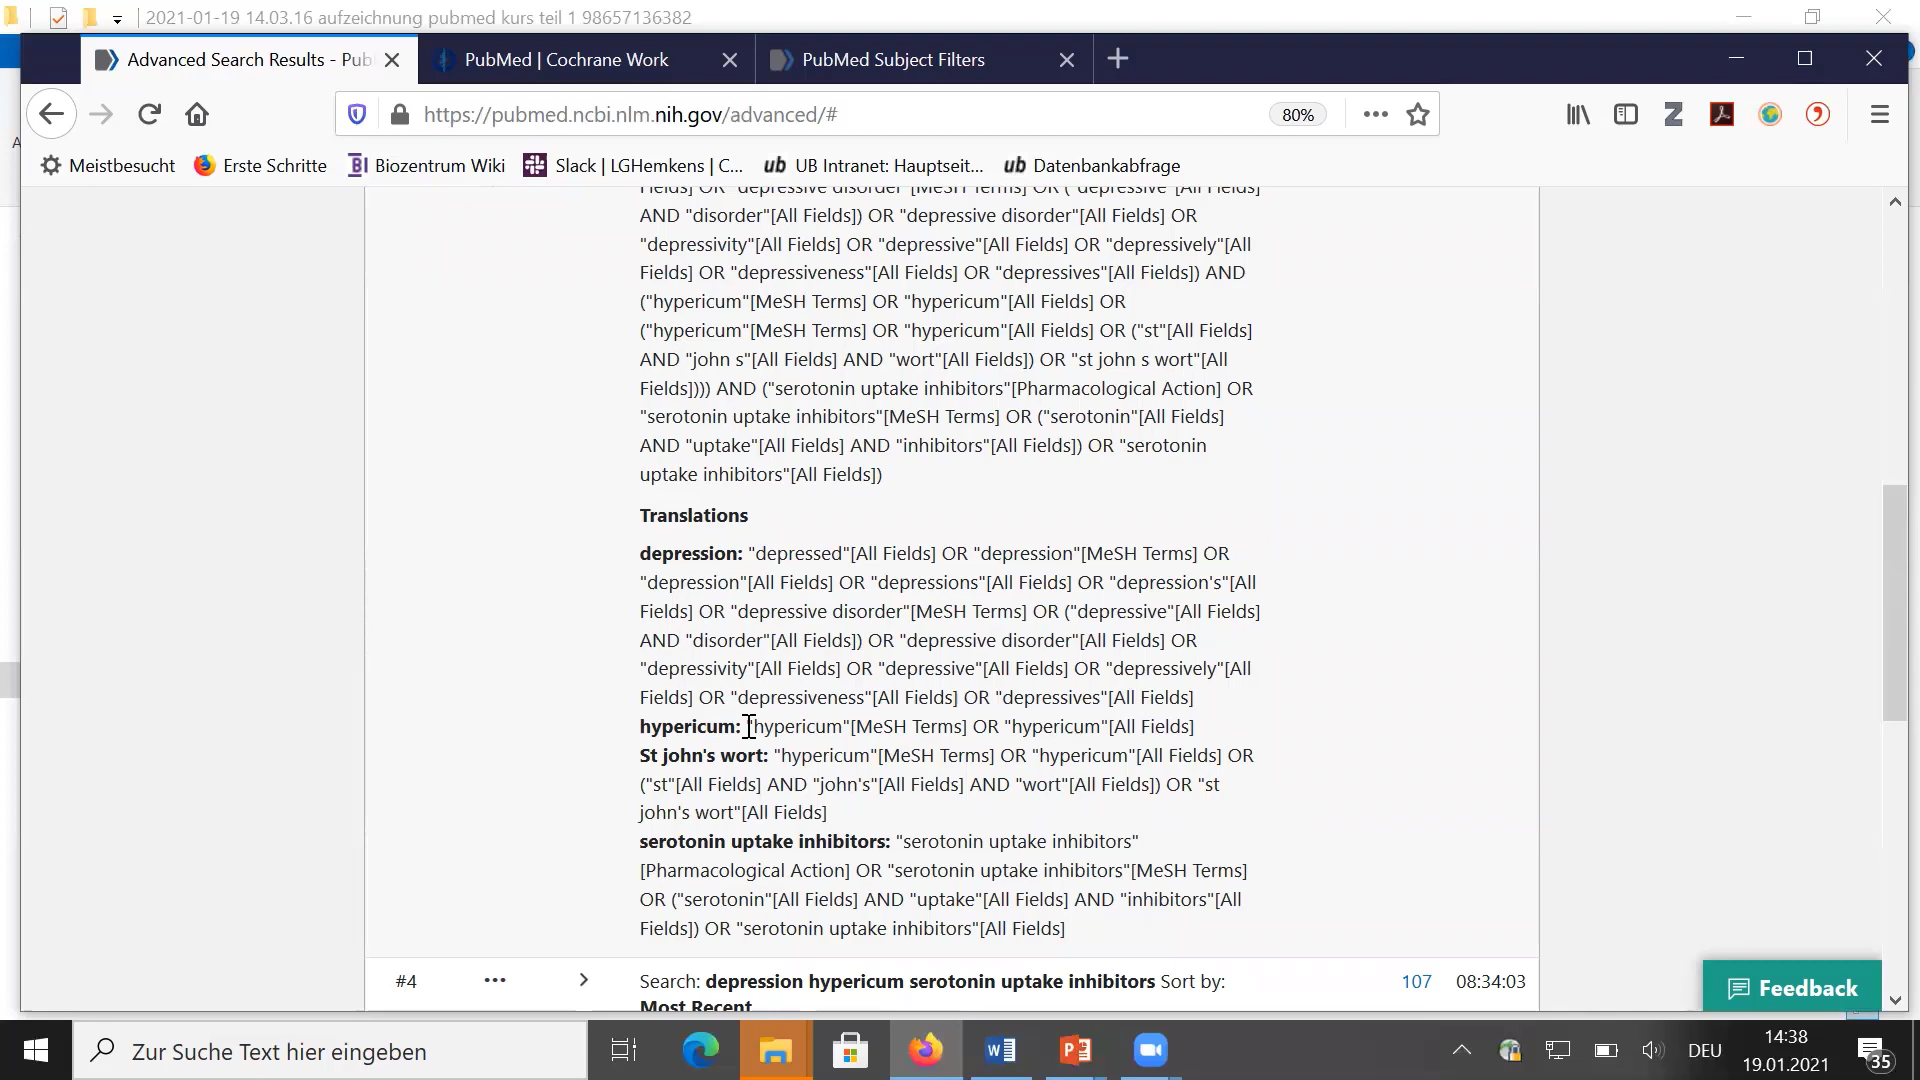 2021-01-19 14.03.16 aufzeichnung pubmed kurs teil 1 98657136382
Advanced Search Results - Pub
PubMed | Cochrane Work
PubMed Subject Filters
https://pubmed.ncbi.nlm.nih.gov/advanced/#
80%
Meistbesucht
Erste Schritte
Biozentrum Wiki
Slack | LGHemkens | C...
UB Intranet: Hauptseit...
Datenbankabfrage
Fields] OR "depressive disorder"[MeSH Terms] OR ("depressive"[All Fields]
AND "disorder"[All Fields]) OR "depressive disorder"[All Fields] OR
"depressivity"[All Fields] OR "depressive"[All Fields] OR "depressively"[All
Fields] OR "depressiveness"[All Fields] OR "depressives"[All Fields]) AND
("hypericum"[MeSH Terms] OR "hypericum"[All Fields] OR
("hypericum"[MeSH Terms] OR "hypericum"[All Fields] OR ("st"[All Fields]
AND "john s"[All Fields] AND "wort"[All Fields]) OR "st john s wort"[All
Fields]))) AND ("serotonin uptake inhibitors"[Pharmacological Action] OR
"serotonin uptake inhibitors"[MeSH Terms] OR ("serotonin"[All Fields]
AND "uptake"[All Fields] AND "inhibitors"[All Fields]) OR "serotonin
uptake inhibitors"[All Fields])
Translations
depression: "depressed"[All Fields] OR "depression"[MeSH Terms] OR
"depression"[All Fields] OR "depressions"[All Fields] OR "depression's"[All
Fields] OR "depressive disorder"[MeSH Terms] OR ("depressive"[All Fields]
AND "disorder"[All Fields]) OR "depressive disorder"[All Fields] OR
"depressivity"[All Fields] OR "depressive"[All Fields] OR "depressively"[All
Fields] OR "depressiveness"[All Fields] OR "depressives"[All Fields]
hypericum: "hypericum"[MeSH Terms] OR "hypericum"[All Fields]
St john's wort: "hypericum"[MeSH Terms] OR "hypericum"[All Fields] OR
("st"[All Fields] AND "john's"[All Fields] AND "wort"[All Fields]) OR "st
john's wort"[All Fields]
serotonin uptake inhibitors: "serotonin uptake inhibitors"
[Pharmacological Action] OR "serotonin uptake inhibitors"[MeSH Terms]
OR ("serotonin"[All Fields] AND "uptake"[All Fields] AND "inhibitors"[All
Fields]) OR "serotonin uptake inhibitors"[All Fields]
#4
Search: depression hypericum serotonin uptake inhibitors Sort by:
Most Recent
107
08:34:03
Feedback
Zur Suche Text hier eingeben
DEU
14:38
19.01.2021
35